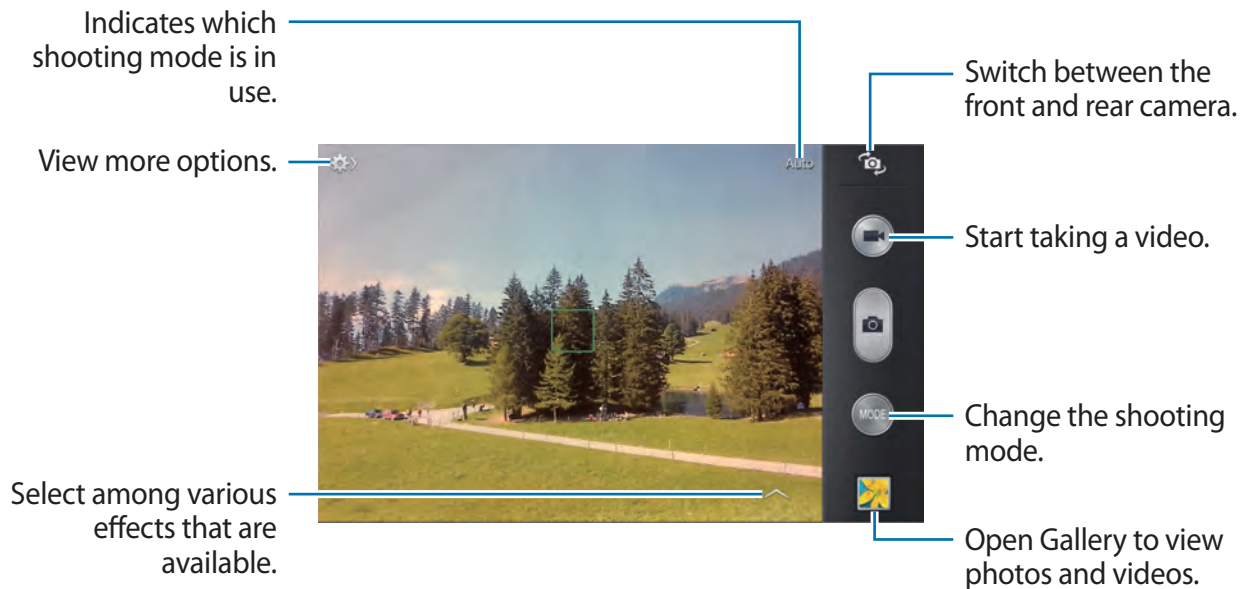 Indicates which
shooting mode is in
use.
View more options.
Select among various
effects that are
available.
Auto
MODE
Switch between the
front and rear camera.
Start taking a video.
Change the shooting
mode.
Open Gallery to view
photos and videos.